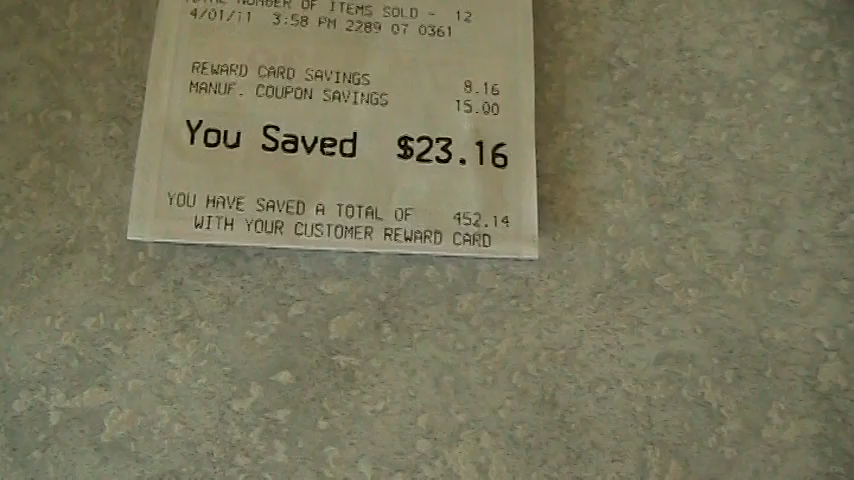 TOTAL NUMBER OF ITEMS SOLD - 12
4/01/11 3:58 PM 2289 07 0361
REWARD CARD SAVINGS 8.16
MANUF. COUPON SAVINGS 15.00
You Saved $23.16
YOU HAVE SAVED A TOTAL OF 452.14
WITH YOUR CUSTOMER REWARD CARD